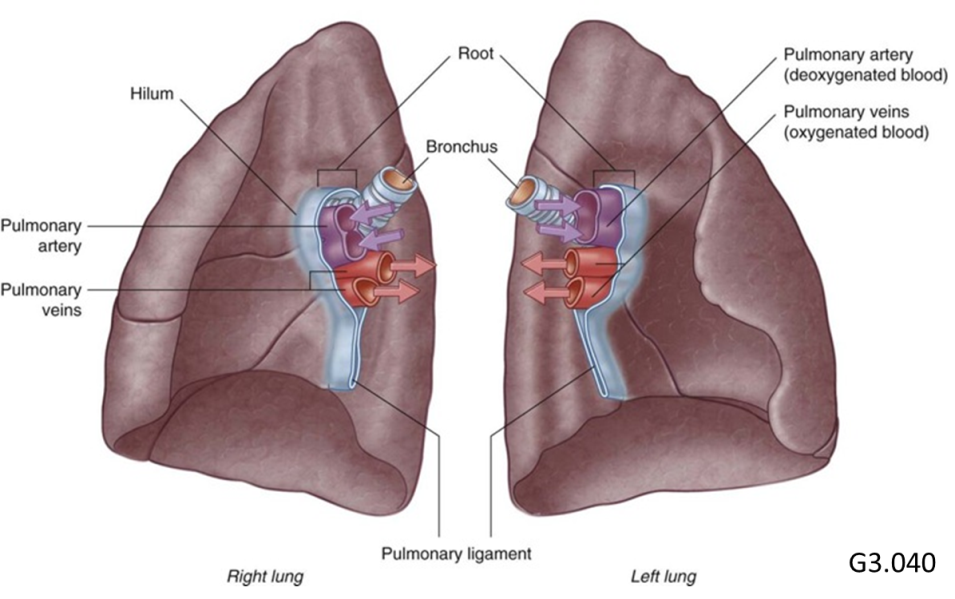 Root
Pulmonary artery
(deoxygenated blood)
Hilum
Pulmonary veins
(oxygenated blood)
Bronchus
Pulmonary
artery
Pulmonary
veins
Pulmonary ligament
Right lung
Left lung
G3.040